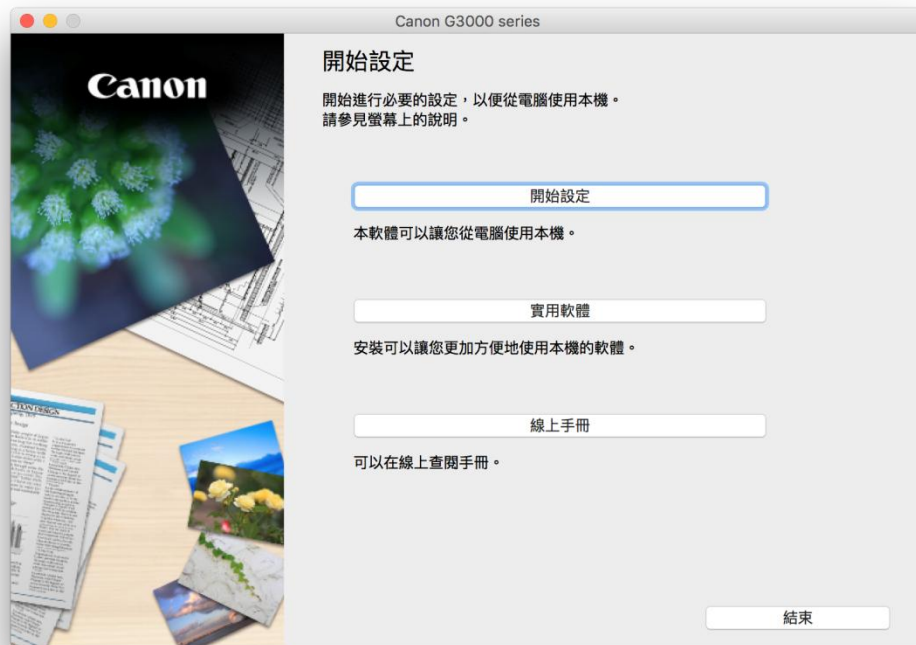 Canon G3000 series
Canon
開始設定
開始進行必要的設定，以便從電腦使用本機。
請參見螢幕上的說明。
開始設定
本軟體可以讓您從電腦使用本機。
實用軟體
安裝可以讓您更加方便地使用本機的軟體。
線上手冊
可以在線上查閱手冊。
結束